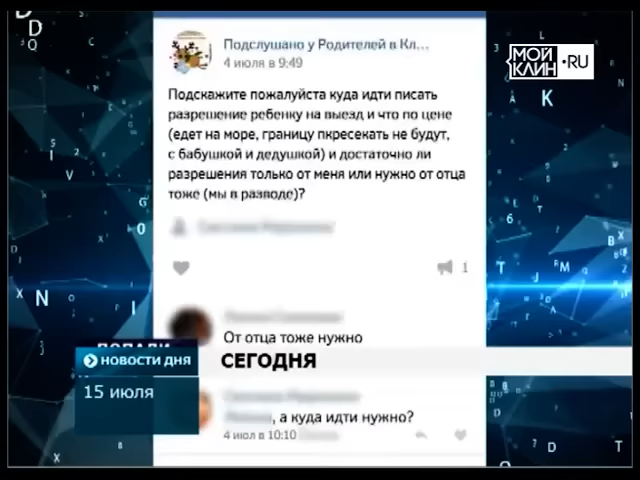 Подслушано у Родителей в Кл...
4 июля в 9:49
МОЙ
КЛИН
.RU
Подскажите пожалуйста куда идти писать
разрешение ребенку на выезд и что по цене
(едет на море, границу пкресекать не будут,
с бабушкой и дедушкой) и достаточно ли
разрешения только от меня или нужно от отца
тоже (мы в разводе)?
1
От отца тоже нужно
НОВОСТИ ДНЯ
СЕГОДНЯ
15 июля
, а куда идти нужно?
4 июл в 10:10